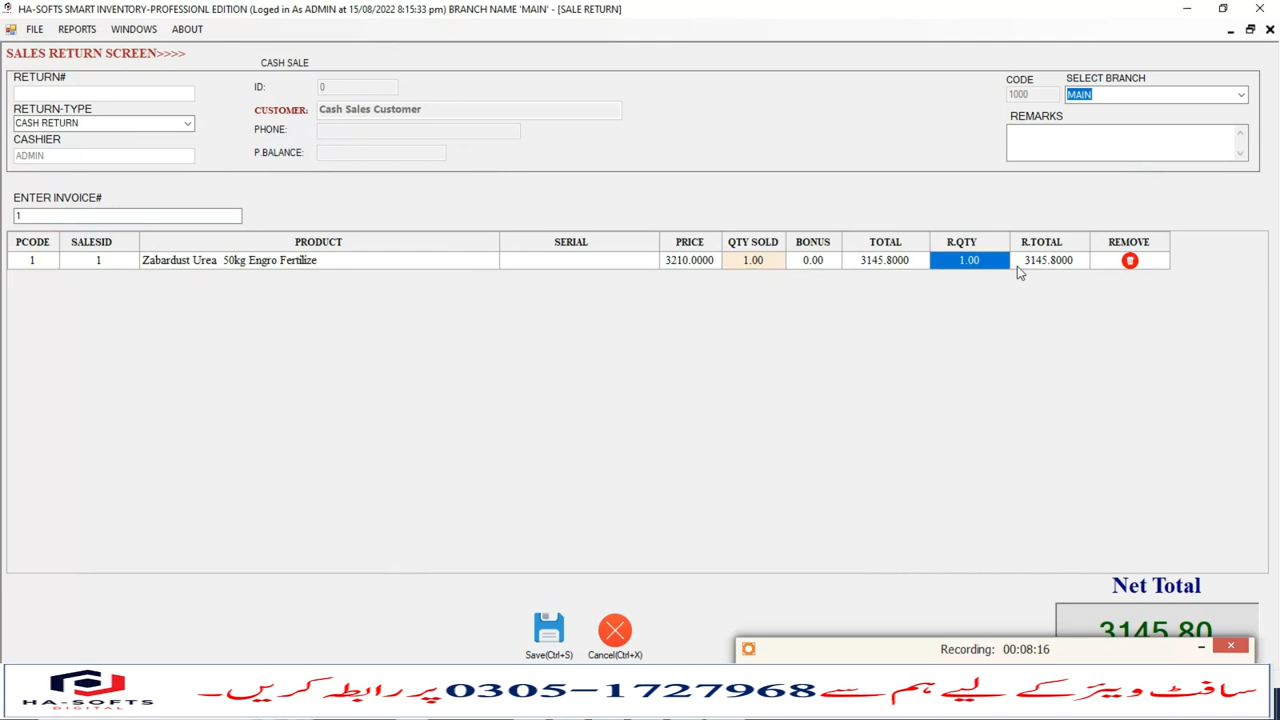 HA-SOFTS SMART INVENTORY-PROFESSIONL EDITION (Loged in As ADMIN at 15/08/2022 8:15:33 pm) BRANCH NAME 'MAIN' - [SALE RETURN]
FILE REPORTS WINDOWS ABOUT
SALES RETURN SCREEN>>>>
CASH SALE
RETURN#
RETURN-TYPE
CASH RETURN
CASHIER
ADMIN
ID: 0
CUSTOMER: Cash Sales Customer
PHONE:
P.BALANCE:
CODE SELECT BRANCH
1000 MAIN
REMARKS
ENTER INVOICE#
1
PCODE SALESID PRODUCT SERIAL PRICE QTY SOLD BONUS TOTAL R.QTY R.TOTAL REMOVE
1 1 Zabardust Urea 50kg Engro Fertilize 3210.0000 1.00 0.00 3145.8000 1.00 3145.8000
Net Total
3145.80
Save(Ctrl+S) Cancel(Ctrl+X)
Recording: 00:08:16
HA-SOFTS
DIGITAL
سافٹ ویئر کے لیے ہم سے 0305-1727968 پر رابطہ کریں۔